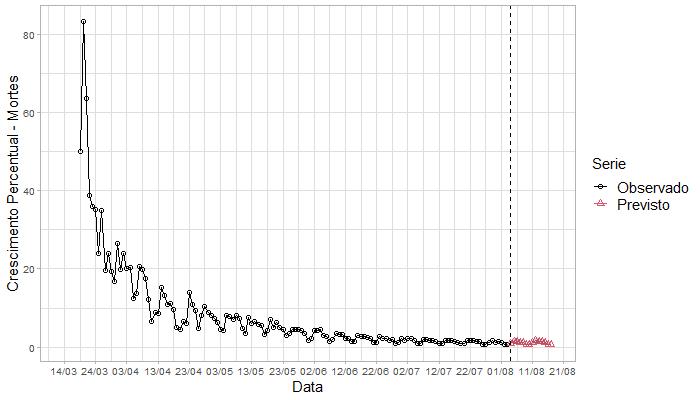 Crescimento Percentual - Mortes
80
60
40
20
0
14/03 24/03 03/04 13/04 23/04 03/05 13/05 23/05 02/06 12/06 22/06 02/07 12/07 22/07 01/08 11/08 21/08
Data
Serie
Observado
Previsto